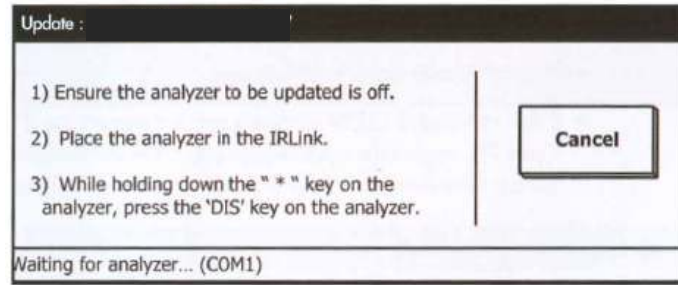 Update :
1) Ensure the analyzer to be updated is off.
2) Place the analyzer in the IRLink.
3) While holding down the " * " key on the
analyzer, press the 'DIS' key on the analyzer.
Cancel
Waiting for analyzer... (COM1)